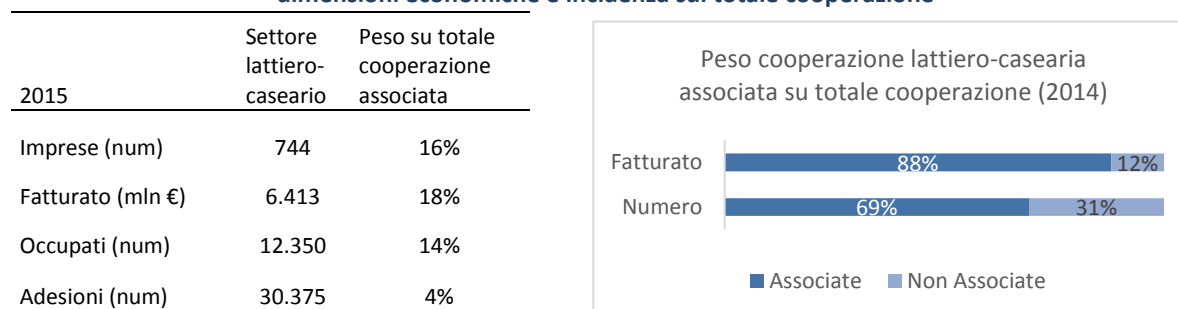 dimensioni economiche e incidenza sul totale cooperazione
2015 Settore lattiero-caseario Peso su totale cooperazione associata
Imprese (num) 744 16%
Fatturato (mln €) 6.413 18%
Occupati (num) 12.350 14%
Adesioni (num) 30.375 4%
Peso cooperazione lattiero-casearia
associata su totale cooperazione (2014)
Fatturato 88% 12%
Numero 69% 31%
Associate Non Associate